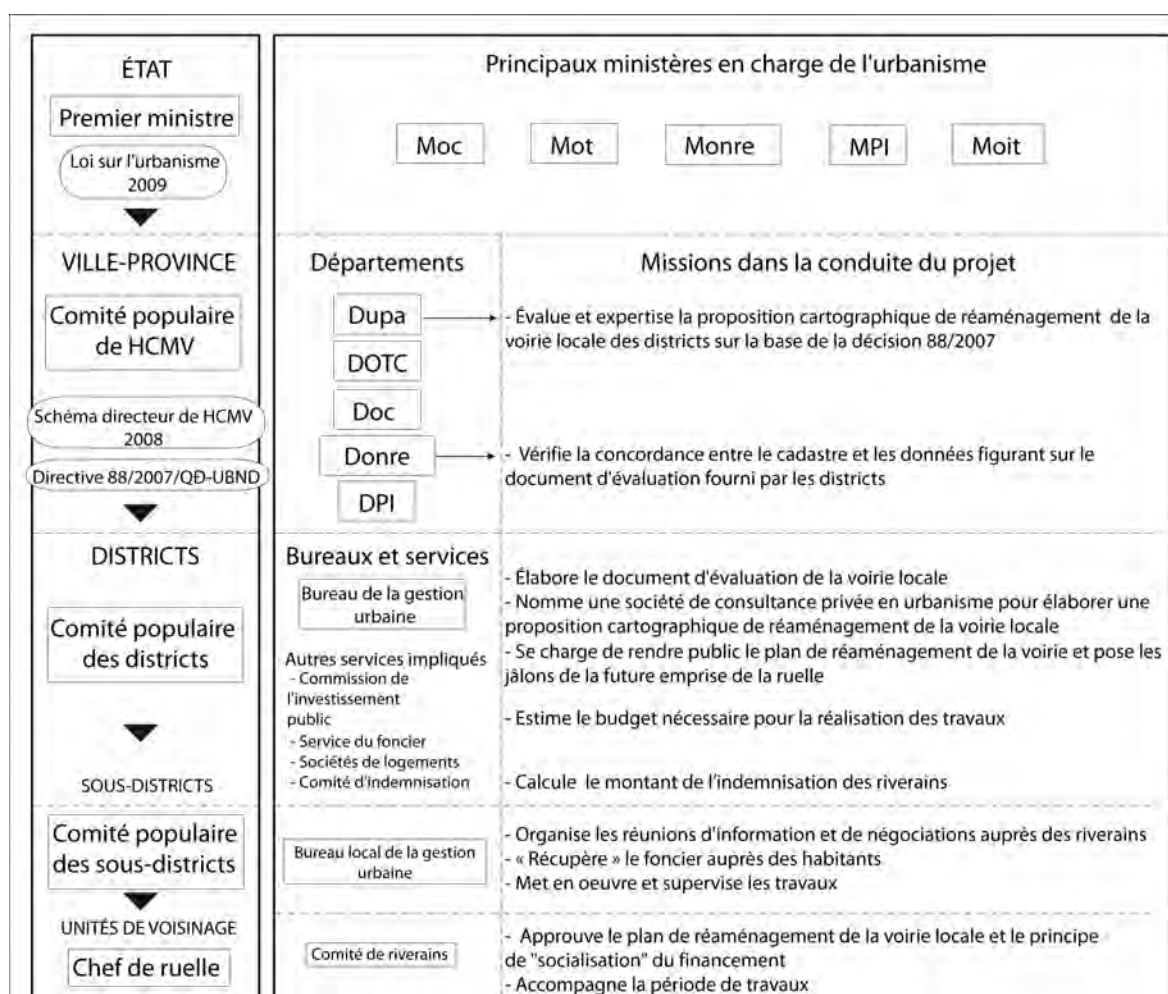 ÉTAT
Premier ministre
Loi sur l'urbanisme
2009
Principaux ministères en charge de l'urbanisme
Moc
Mot
Monre
MPI
Moit
VILLE-PROVINCE
Comité populaire
de HCMV
Schéma directeur de HCMV
2008
Directive 88/2007/QĐ-UBND
Départements
Dupa
DOTC
Doc
Donre
DPI
Missions dans la conduite du projet
- Évalue et expertise la proposition cartographique de réaménagement de la
voirie locale des districts sur la base de la décision 88/2007
- Vérifie la concordance entre le cadastre et les données figurant sur le
document d'évaluation fourni par les districts
DISTRICTS
Comité populaire
des districts
Bureaux et services
Bureau de la gestion
urbaine
Autres services impliqués
- Commission de
l'investissement
public
- Service du foncier
- Sociétés de logements
- Comité d'indemnisation
- Élabore le document d'évaluation de la voirie locale
- Nomme une société de consultance privée en urbanisme pour élaborer une
proposition cartographique de réaménagement de la voirie locale
- Se charge de rendre public le plan de réaménagement de la voirie et pose les
jâlons de la future emprise de la ruelle
- Estime le budget nécessaire pour la réalisation des travaux
- Calcule le montant de l'indemnisation des riverains
SOUS-DISTRICTS
Comité populaire
des sous-districts
Bureau local de la gestion
urbaine
- Organise les réunions d'information et de négociations auprès des riverains
- « Récupère » le foncier auprès des habitants
- Met en oeuvre et supervise les travaux
UNITÉS DE VOISINAGE
Chef de ruelle
Comité de riverains
- Approuve le plan de réaménagement de la voirie locale et le principe
de "socialisation" du financement
- Accompagne la période de travaux